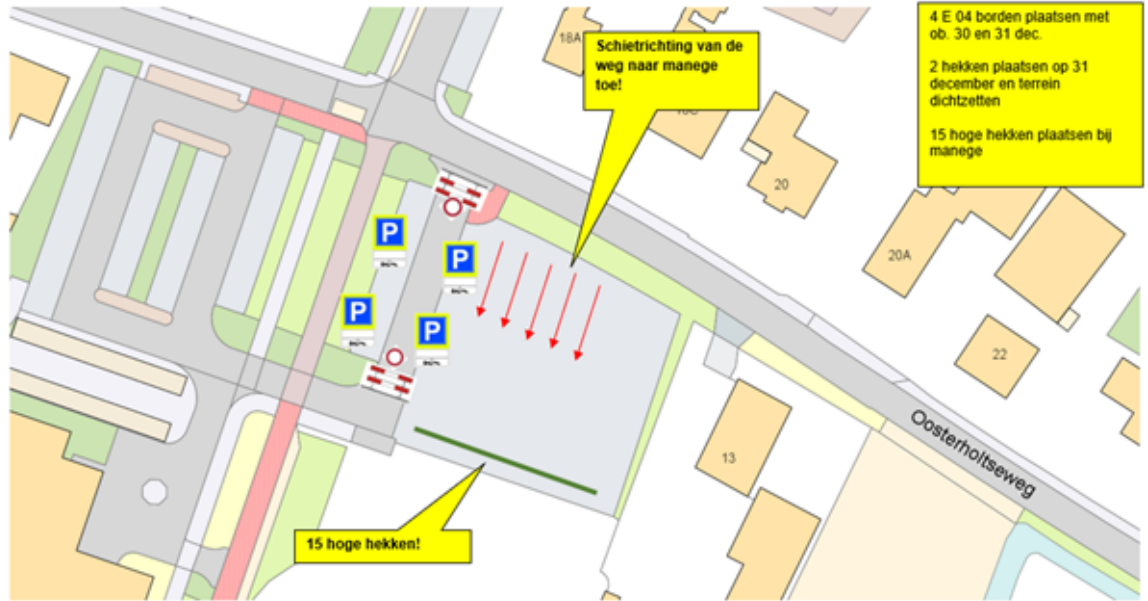 4 E 04 borden plaatsen met
ob. 30 en 31 dec.
2 hekken plaatsen op 31
december en terrein
dichtzetten
15 hoge hekken plaatsen bij
manege
Schietrichting van de
weg naar manege
toe!
18A
20
20A
22
P
P
P
P
13
Oosterholtseweg
15 hoge hekken!